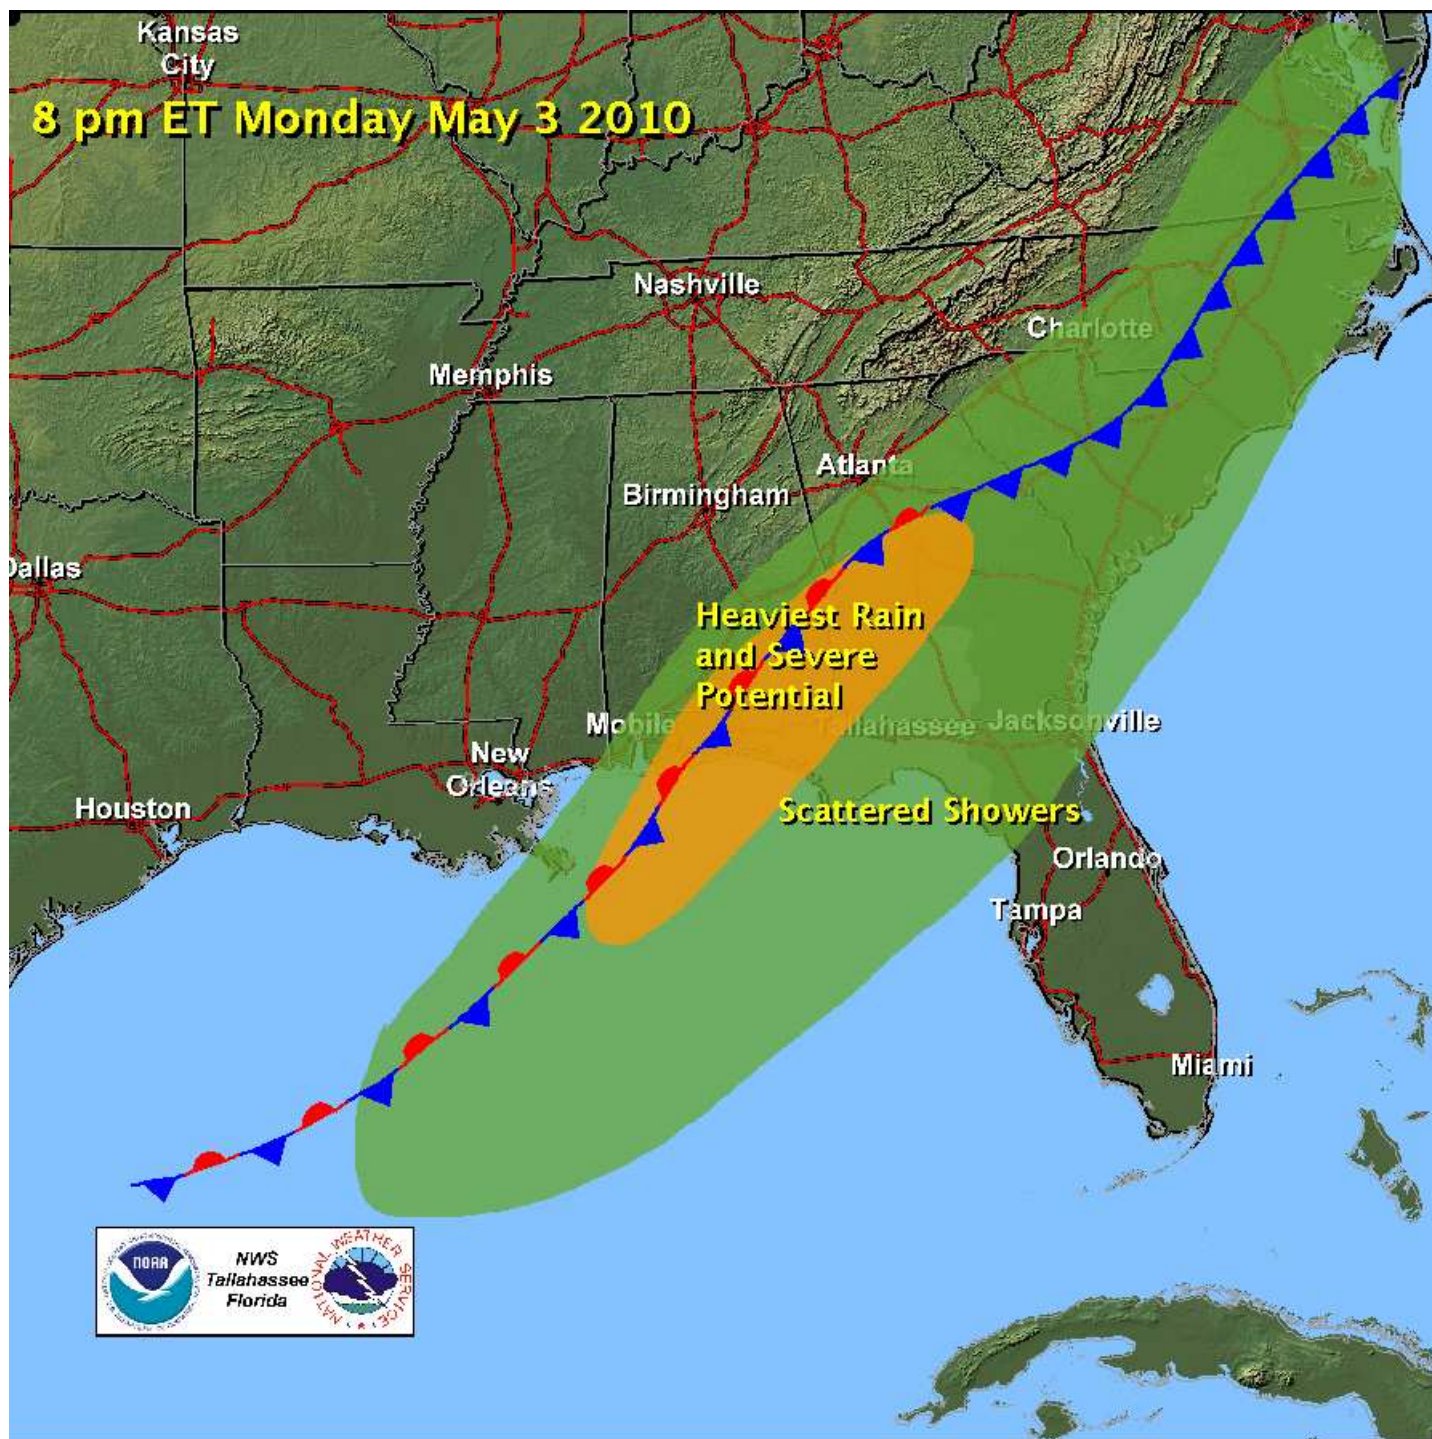 Kansas
City
8 pm ET Monday May 3 2010
Nashville
Charlotte
Memphis
Atlanta
Birmingham
Dallas
Heaviest Rain
and Severe
Potential
Mobile
Tallahassee
Jacksonville
New
Orleans
Houston
Scattered Showers
Orlando
Tampa
Miami
NOAA
NWS
Tallahassee
Florida
NATIONAL WEATHER SERVICE